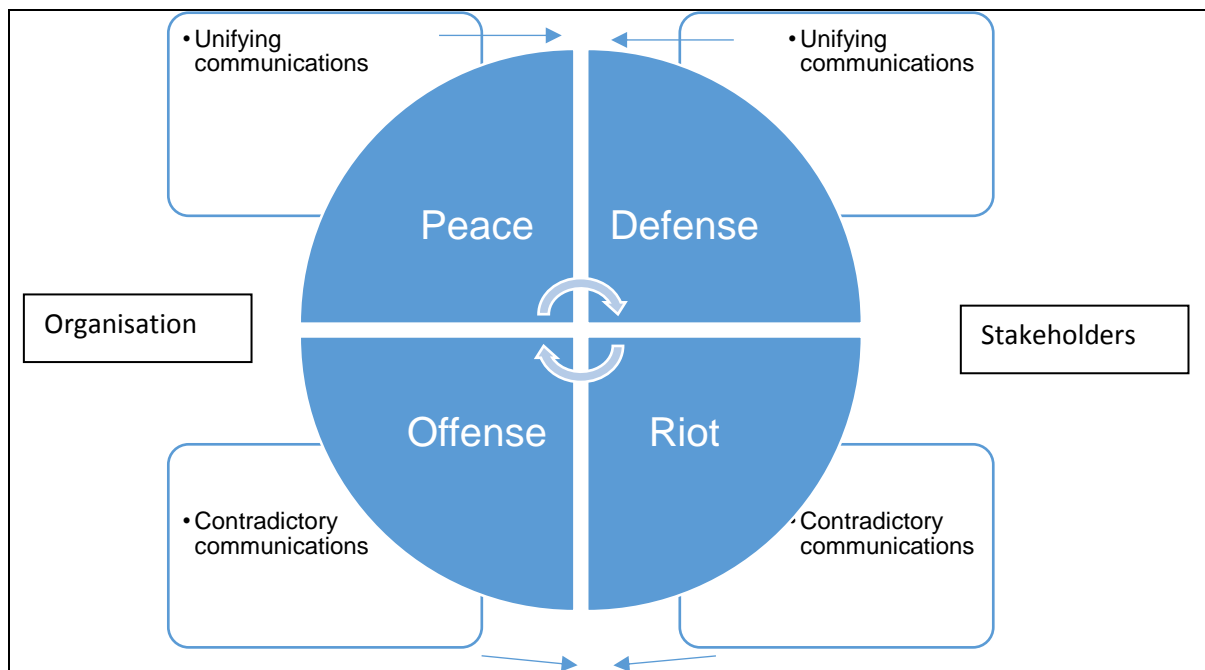 • Unifying
communications
• Unifying
communications
Peace
Defense
Organisation
Stakeholders
Offense
Riot
• Contradictory
communications
• Contradictory
communications